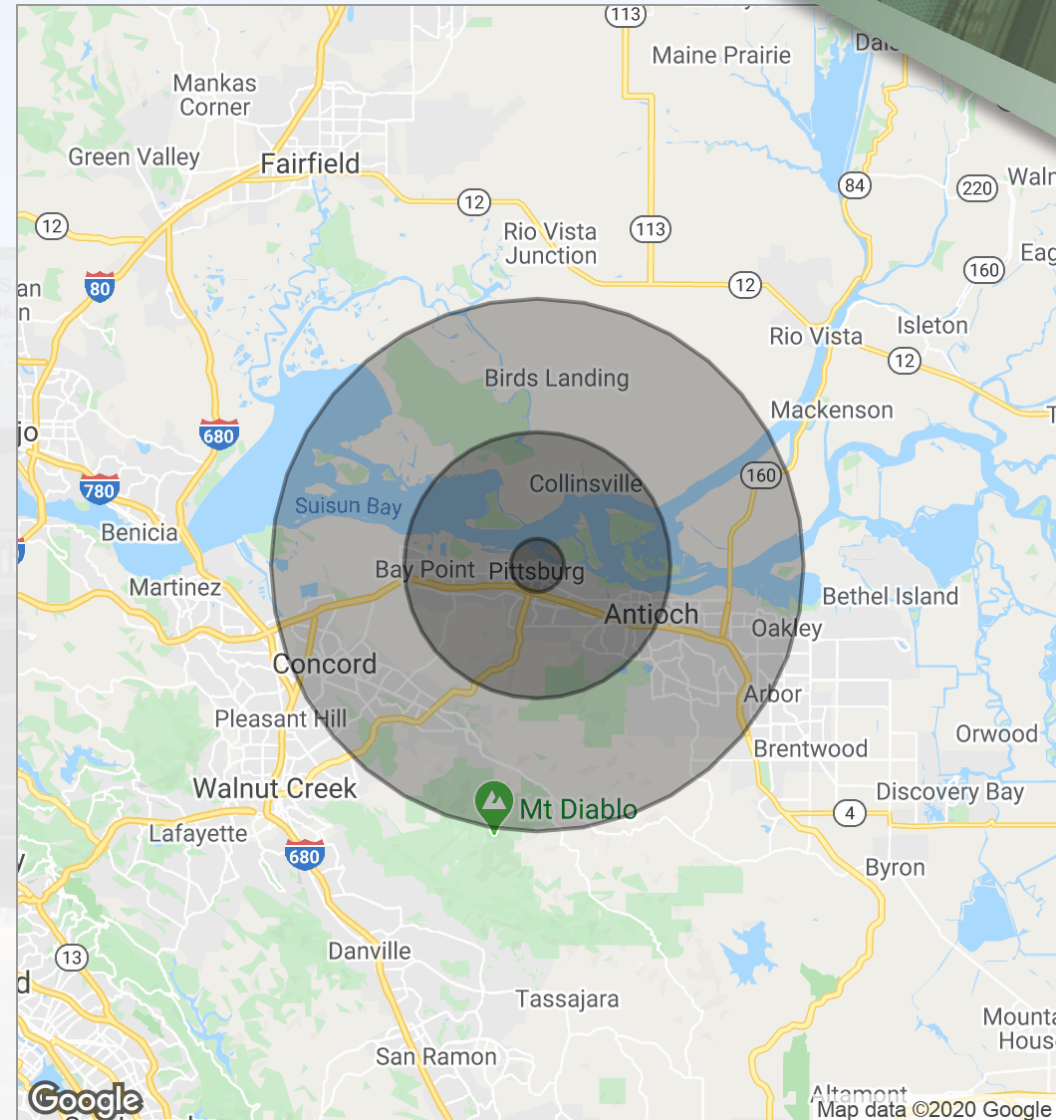 113
Maine Prairie
Mankas
Corner
Green Valley
Fairfield
84
220
12
12
Rio Vista
Junction
113
160
80
12
Rio Vista
Isleton
12
Birds Landing
Mackenson
680
160
Collinsville
780
Suisun Bay
Benicia
Bay Point
Pittsburg
Martinez
Bethel Island
Antioch
Oakley
Concord
Arbor
Pleasant Hill
Orwood
Brentwood
Walnut Creek
Discovery Bay
Mt Diablo
4
Lafayette
680
Byron
Danville
13
Tassajara
San Ramon
Altamont
Google
Map data ©2020 Google